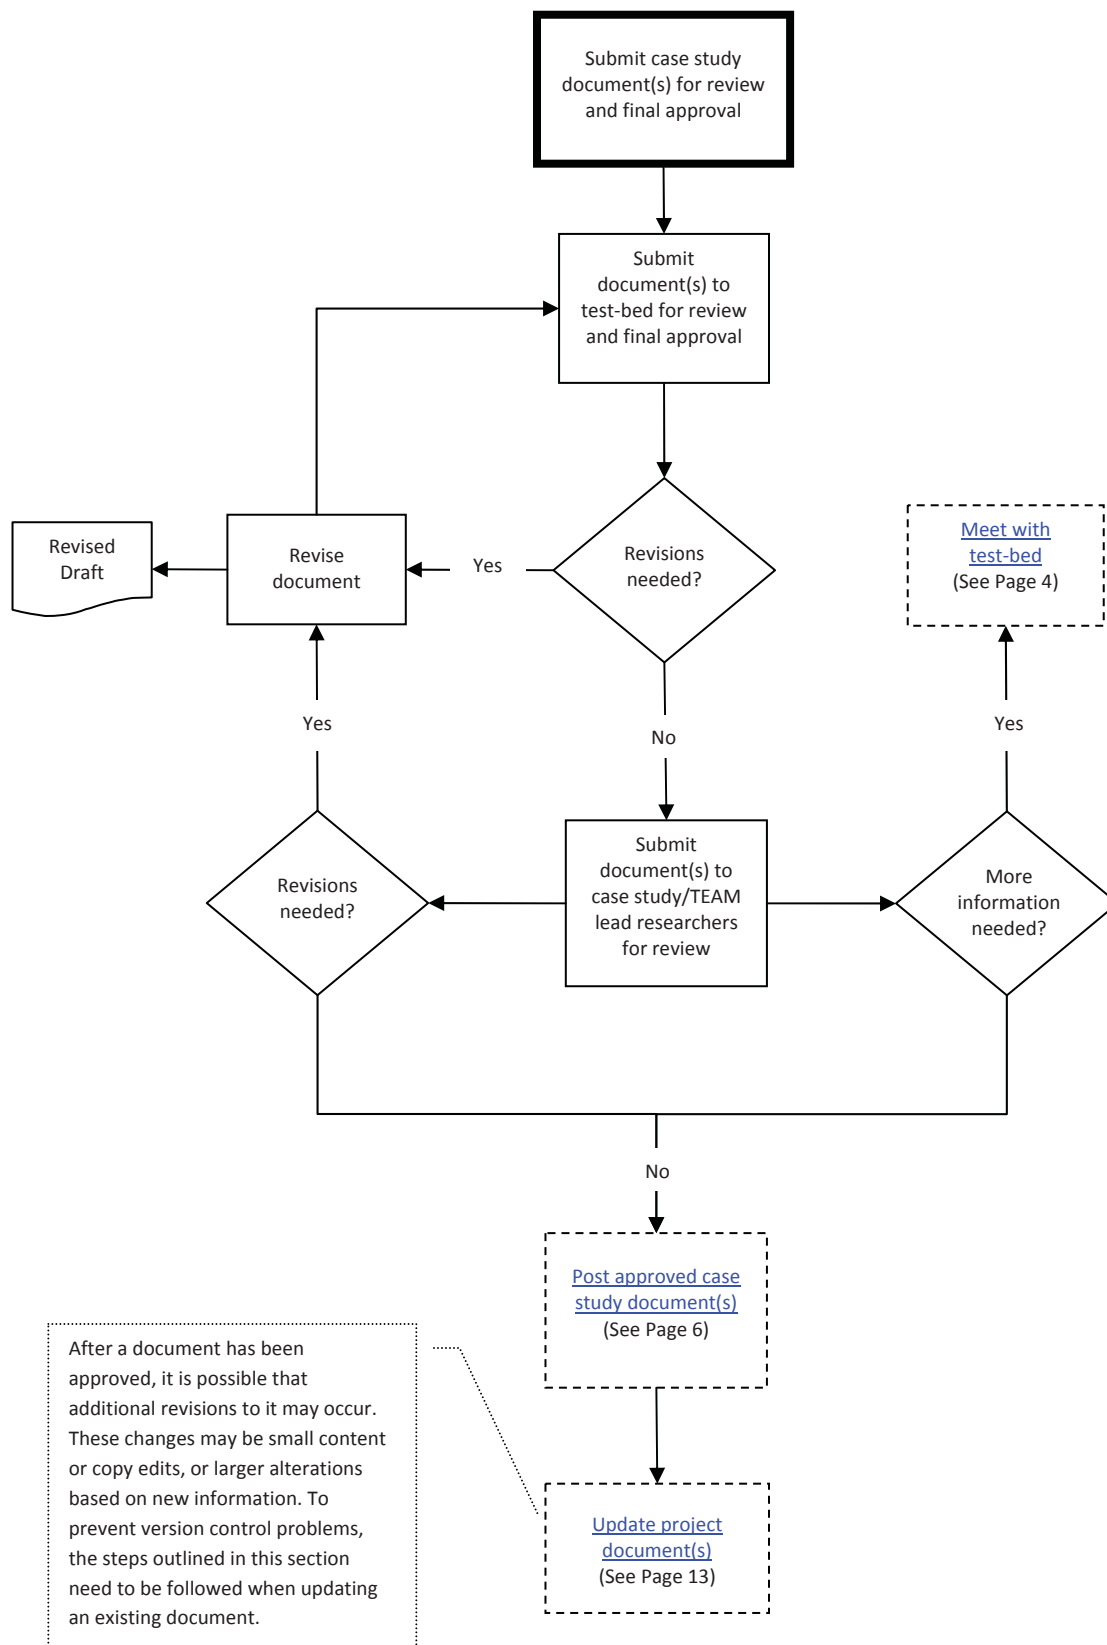 Submit case study
document(s) for review
and final approval
Submit
document(s) to
test-bed for review
and final approval
Revised
Draft
Revise
document
Yes
Revisions
needed?
Meet with
test-bed
(See Page 4)
Yes
No
Yes
Revisions
needed?
Submit
document(s) to
case study/TEAM
lead researchers
for review
More
information
needed?
No
Post approved case
study document(s)
(See Page 6)
After a document has been
approved, it is possible that
additional revisions to it may occur.
These changes may be small content
or copy edits, or larger alterations
based on new information. To
prevent version control problems,
the steps outlined in this section
need to be followed when updating
an existing document.
Update project
document(s)
(See Page 13)